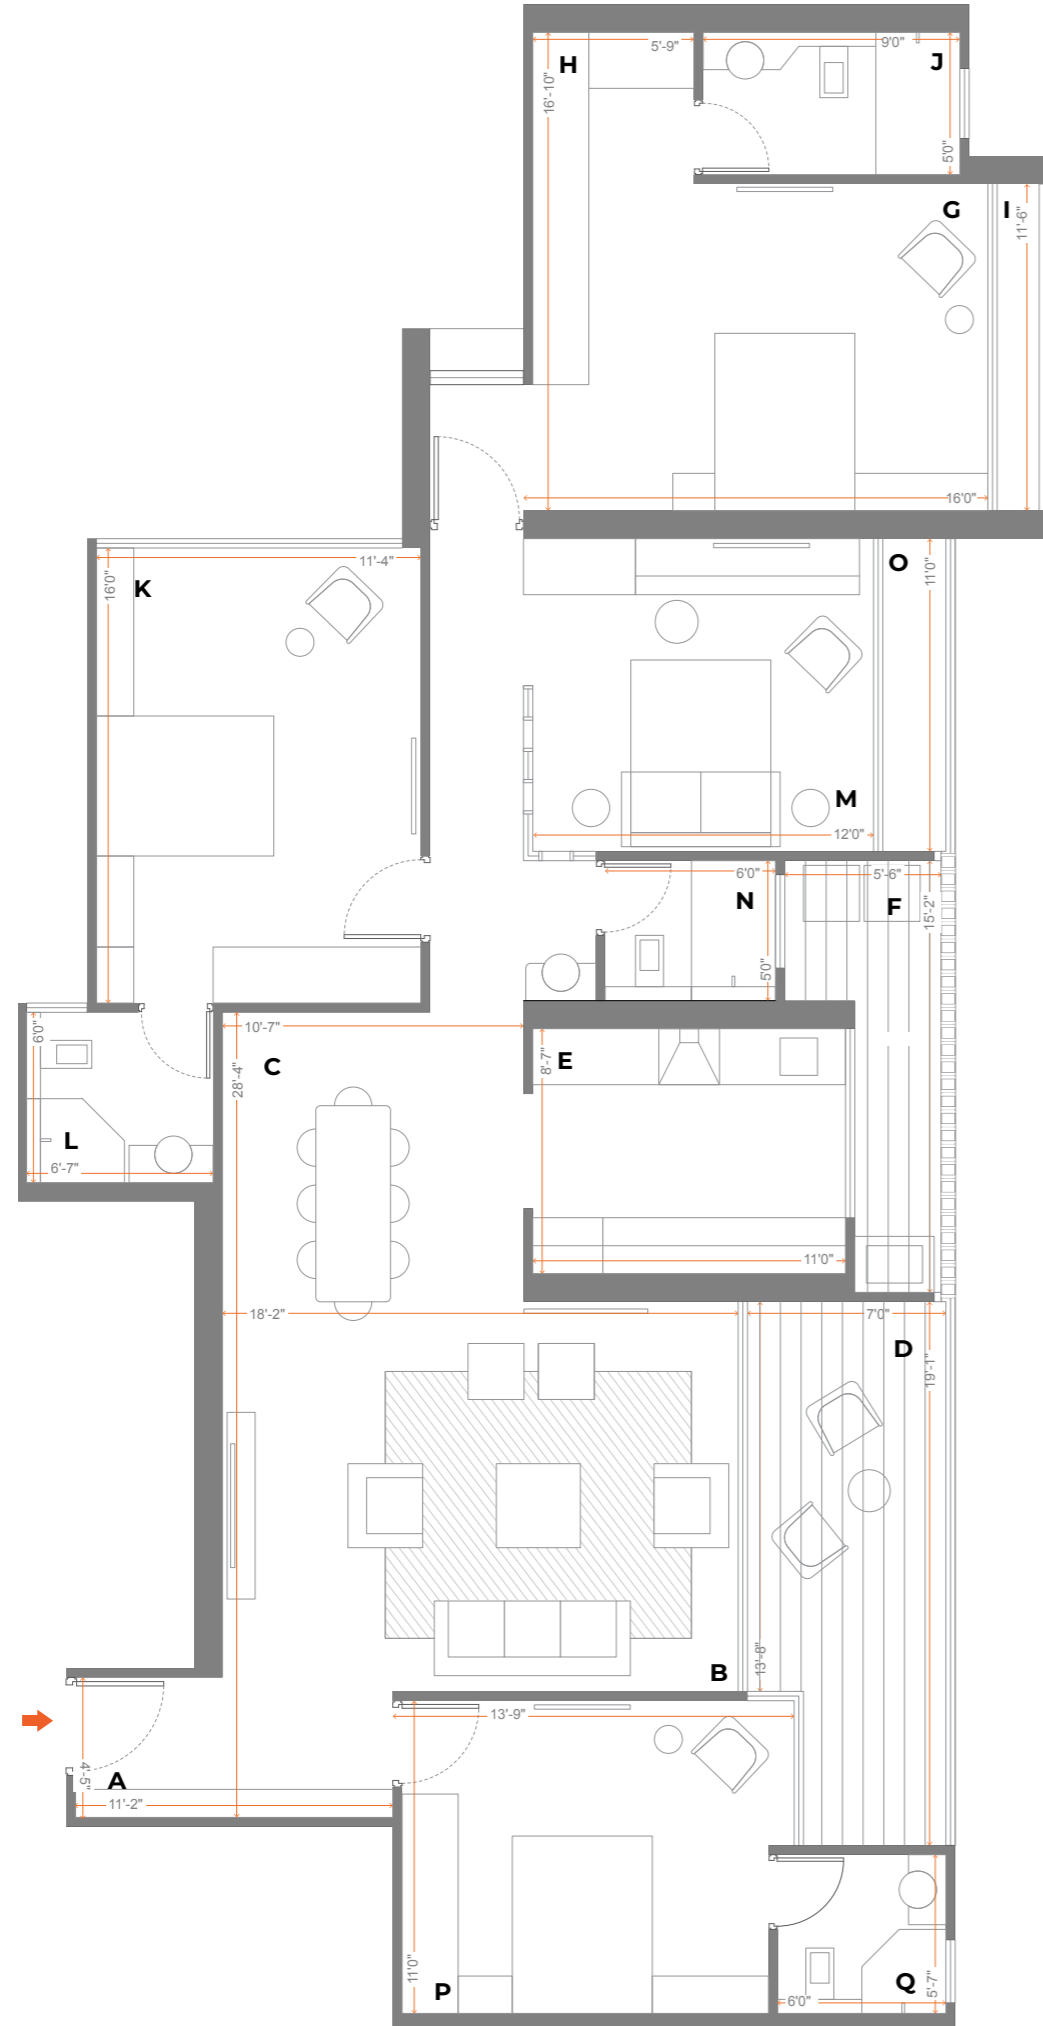 H
5'-9"
9'0"
J
16'-10"
5'0"
G
I
11'-6"
16'0"
11'-4"
K
16'0"
O
11'0"
M
12'0"
6'0"
5'-6"
N
F
15'-2"
5'0"
6'0"
10'-7"
C
28'-4"
8'-7"
E
L
6'-7"
11'0"
18'-2"
7'0"
D
19'-1"
13'-8"
B
13'-9"
4'-5"
A
11'-2"
11'0"
P
6'0"
Q
5'-7"